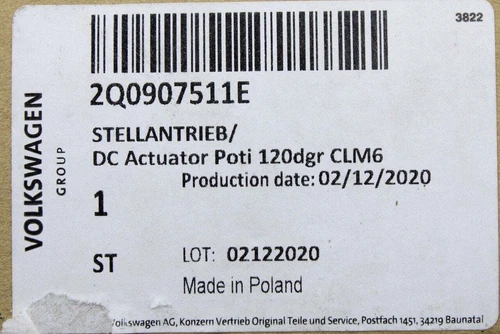 3822
2Q0907511E
STELLANTRIEB/
DC Actuator Poti 120dgr CLM6
Production date: 02/12/2020
1
ST
LOT: 02122020
Made in Poland
VOLKSWAGEN
GROUP
olkswagen AG, Konzern Vertrieb Original Teile und Service, Postfach 1451, 34219 Baunatal